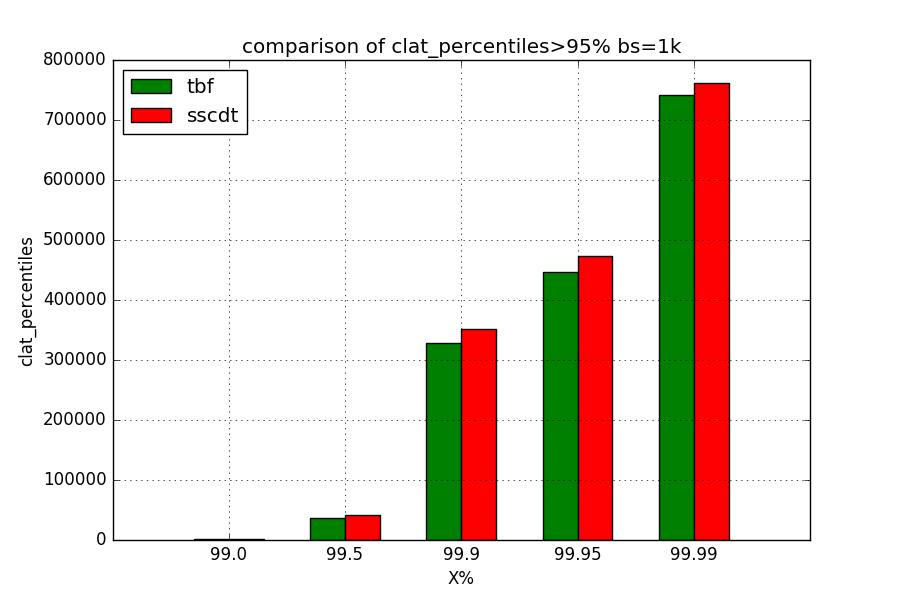 comparison of clat_percentiles>95% bs=1k
800000
700000
600000
500000
400000
300000
200000
100000
0
clat_percentiles
tbf
sscdt
99.0 99.5 99.9 99.95 99.99
X%